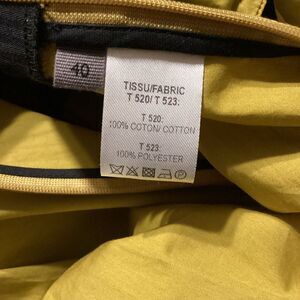 40
TISSU/FABRIC
T 520/ T 523:
T 520:
100% COTON/ COTTON
T 523:
100% POLYESTER